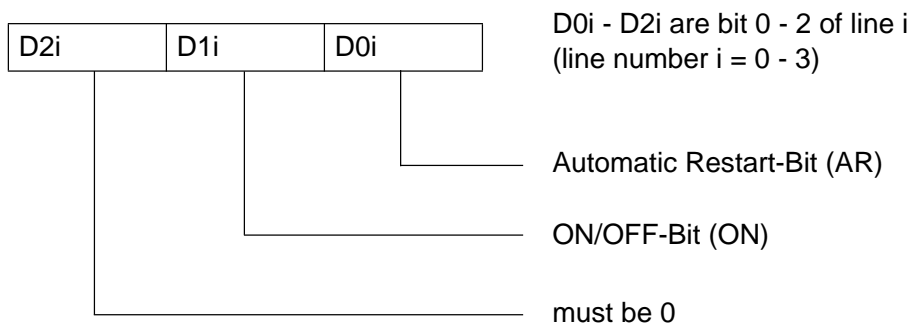 D2i D1i D0i
D0i - D2i are bit 0 - 2 of line i
(line number i = 0 - 3)
Automatic Restart-Bit (AR)
ON/OFF-Bit (ON)
must be 0